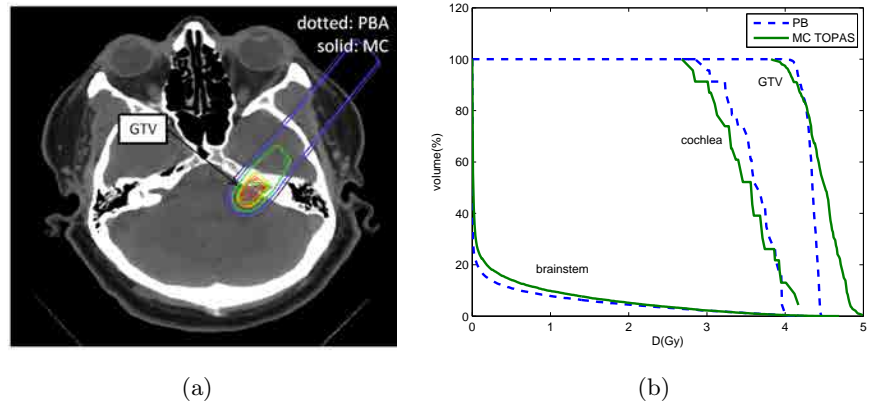 dotted: PBA
solid: MC
GTV
(a)
PB
MC TOPAS
120
100
80
60
40
20
0
volume(%)
GTV
cochlea
brainstem
0
1
2
3
4
5
D(Gy)
(b)